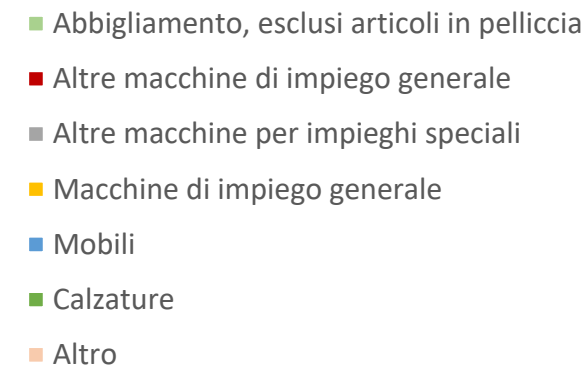 Abbigliamento, esclusi articoli in pelliccia
Altre macchine di impiego generale
Altre macchine per impieghi speciali
Macchine di impiego generale
Mobili
Calzature
Altro